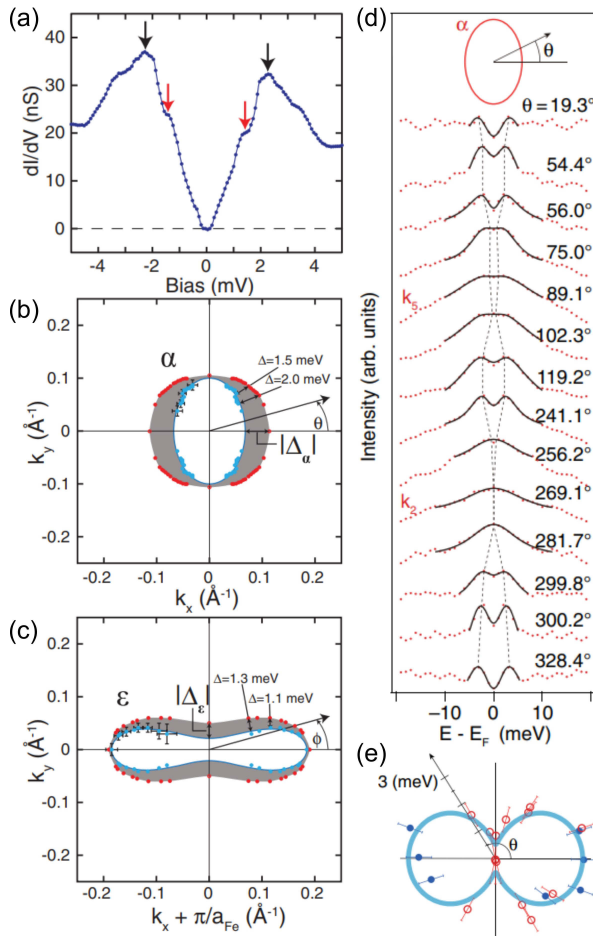 (a)
50
40
30
20
10
0
dI/dV (nS)
-4 -2 0 2 4
Bias (mV)
(b)
0.2
0.1
0
-0.1
-0.2
k_y (Å⁻¹)
α
Δ=1.5 meV
Δ=2.0 meV
θ
|Δ_α|
-0.2 -0.1 0 0.1 0.2
k_x (Å⁻¹)
(c)
0.2
0.1
0
-0.1
-0.2
k_y (Å⁻¹)
ε
|Δ_ε|
Δ=1.3 meV
Δ=1.1 meV
ϕ
-0.2 -0.1 0 0.1 0.2
k_x + π/a_Fe (Å⁻¹)
(d)
α
θ
θ = 19.3°
54.4°
56.0°
75.0°
k_5
89.1°
102.3°
119.2°
241.1°
256.2°
k_2
269.1°
281.7°
299.8°
300.2°
328.4°
Intensity (arb. units)
−10 0 10
E - E_F (meV)
(e)
3 (meV)
θ